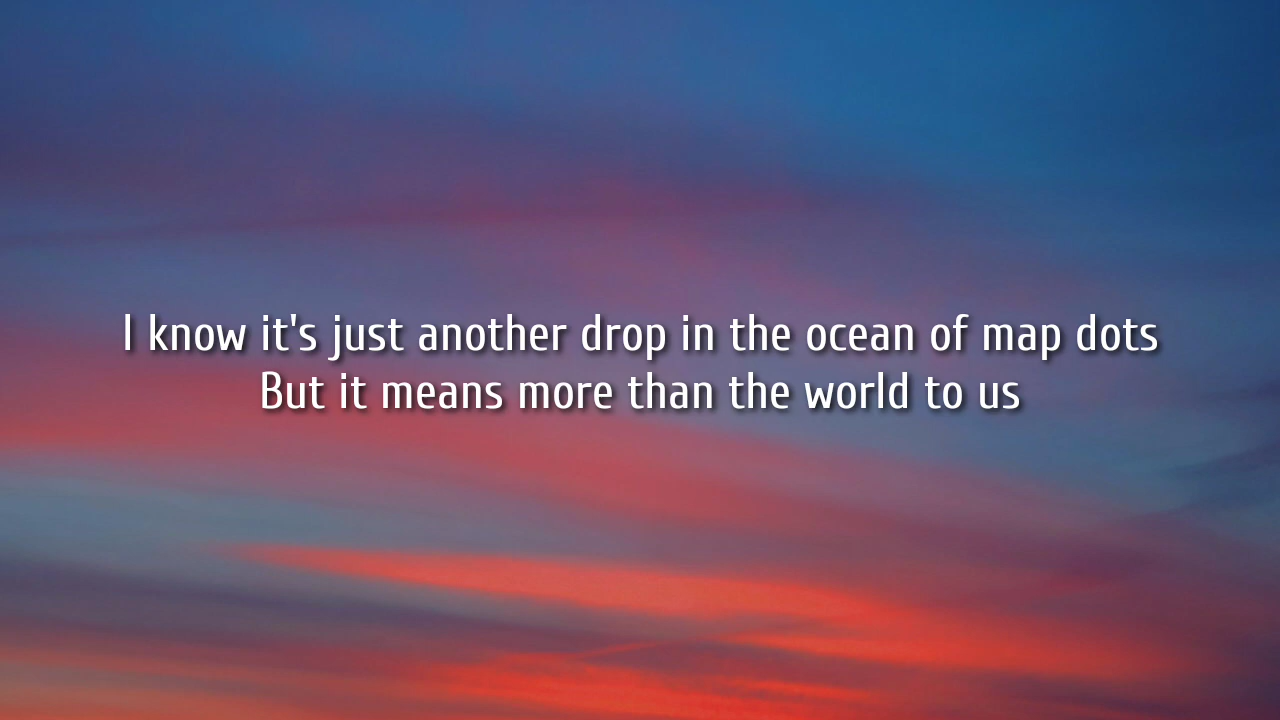 I know it's just another drop in the ocean of map dots
But it means more than the world to us